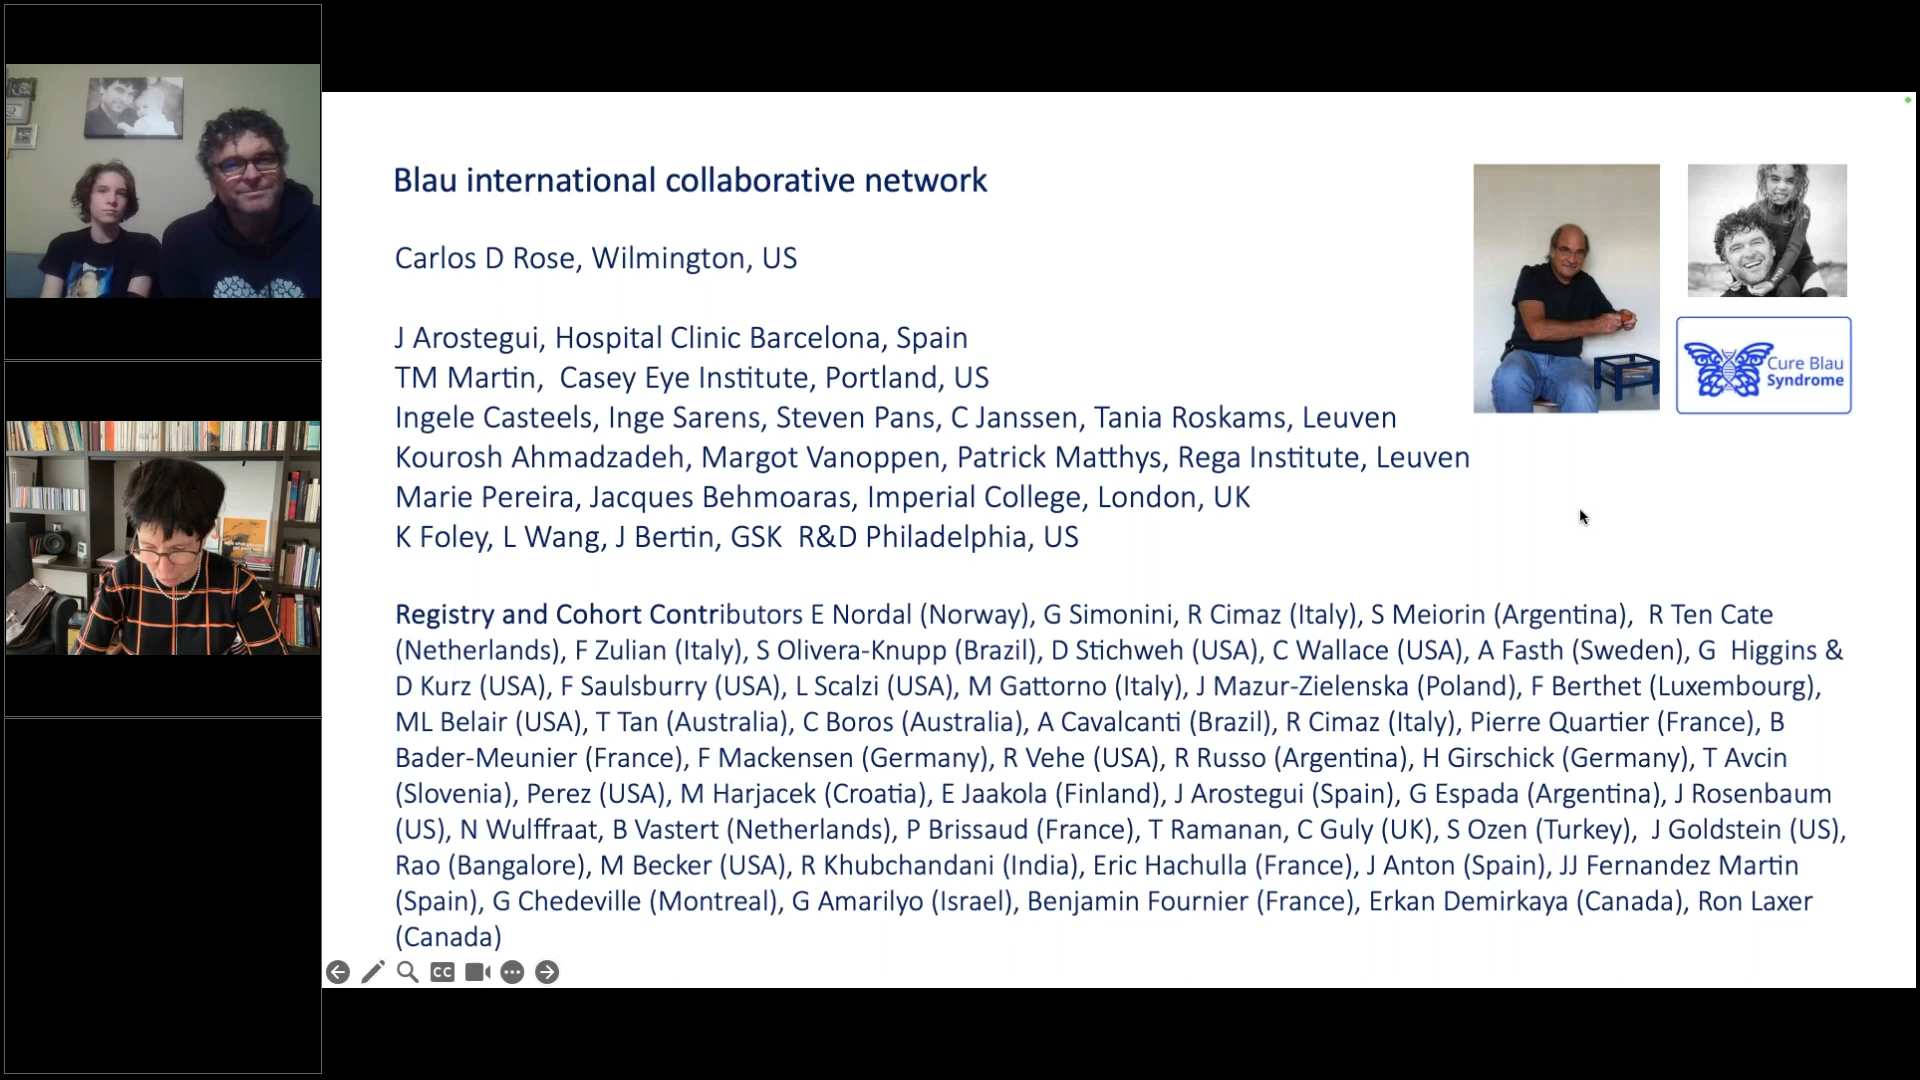 Blau international collaborative network
Carlos D Rose, Wilmington, US
J Arostegui, Hospital Clinic Barcelona, Spain
TM Martin,  Casey Eye Institute, Portland, US
Ingele Casteels, Inge Sarens, Steven Pans, C Janssen, Tania Roskams, Leuven
Kourosh Ahmadzadeh, Margot Vanoppen, Patrick Matthys, Rega Institute, Leuven
Marie Pereira, Jacques Behmoaras, Imperial College, London, UK
K Foley, L Wang, J Bertin, GSK  R&D Philadelphia, US
Cure Blau
Syndrome
Registry and Cohort Contributors E Nordal (Norway), G Simonini, R Cimaz (Italy), S Meiorin (Argentina),  R Ten Cate
(Netherlands), F Zulian (Italy), S Olivera-Knupp (Brazil), D Stichweh (USA), C Wallace (USA), A Fasth (Sweden), G  Higgins &
D Kurz (USA), F Saulsbury (USA), L Scalzi (USA), M Gattorno (Italy), J Mazur-Zielenska (Poland), F Berthet (Luxembourg),
ML Belair (USA), T Tan (Australia), C Boros (Australia), A Cavalcanti (Brazil), R Cimaz (Italy), Pierre Quartier (France), B
Bader-Meunier (France), F Mackensen (Germany), R Vehe (USA), R Russo (Argentina), H Girschick (Germany), T Avcin
(Slovenia), Perez (USA), M Harjacek (Croatia), E Jaakola (Finland), J Arostegui (Spain), G Espada (Argentina), J Rosenbaum
(US), N Wulffraat, B Vastert (Netherlands), P Brissaud (France), T Ramanan, C Guly (UK), S Ozen (Turkey),  J Goldstein (US),
Rao (Bangalore), M Becker (USA), R Khubchandani (India), Eric Hachulla (France), J Anton (Spain), JJ Fernandez Martin
(Spain), G Chedeville (Montreal), G Amarilyo (Israel), Benjamin Fournier (France), Erkan Demirkaya (Canada), Ron Laxer
(Canada)
CC